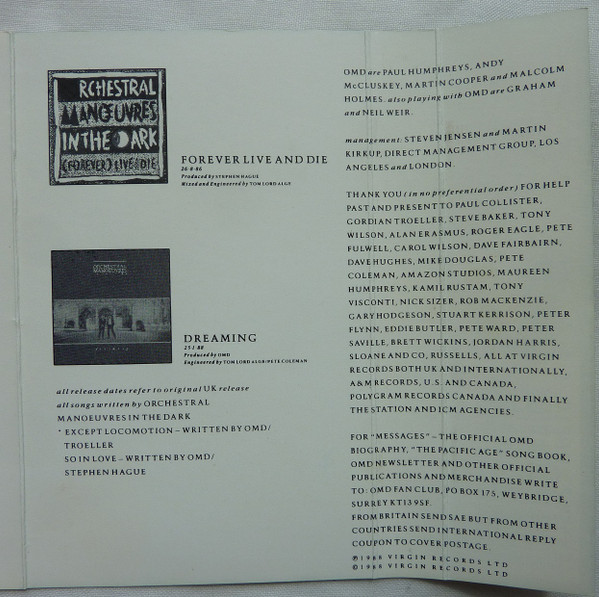 RCHESTRAL
MANŒUVRES
IN THE DARK
(FOREVER) LIVE AND DIE
FOREVER LIVE AND DIE
26·8·86
Produced by STEPHEN HAGUE
Mixed and Engineered by TOM LORD ALGE
ORCHESTRAL
MANOEUVRES
DREAMING
25 1 88
Produced by OMD
Engineered by TOM LORD ALGE/PETE COLEMAN
all release dates refer to original UK release
all songs written by ORCHESTRAL
MANOEUVRES IN THE DARK
* EXCEPT LOCOMOTION – WRITTEN BY OMD/
TROELLER
SO IN LOVE – WRITTEN BY OMD/
STEPHEN HAGUE
OMD are PAUL HUMPHREYS, ANDY
McCLUSKEY, MARTIN COOPER and MALCOLM
HOLMES. also playing with OMD are GRAHAM
and NEIL WEIR.
management: STEVEN JENSEN and MARTIN
KIRKUP, DIRECT MANAGEMENT GROUP, LOS
ANGELES and LONDON.
THANK YOU (in no preferential order) FOR HELP
PAST AND PRESENT TO PAUL COLLISTER,
GORDIAN TROELLER, STEVE BAKER, TONY
WILSON, ALAN ERASMUS, ROGER EAGLE, PETE
FULWELL, CAROL WILSON, DAVE FAIRBAIRN,
DAVE HUGHES, MIKE DOUGLAS, PETE
COLEMAN, AMAZON STUDIOS, MAUREEN
HUMPHREYS, KAMIL RUSTAM, TONY
VISCONTI, NICK SIZER, ROB MACKENZIE,
GARY HODGESON, STUART KERRISON, PETER
FLYNN, EDDIE BUTLER, PETE WARD, PETER
SAVILLE, BRETT WICKINS, JORDAN HARRIS,
SLOANE AND CO, RUSSELLS, ALL AT VIRGIN
RECORDS BOTH UK AND INTERNATIONALLY,
A&M RECORDS, U.S. AND CANADA,
POLYGRAM RECORDS CANADA AND FINALLY
THE STATION AND ICM AGENCIES.
FOR "MESSAGES" – THE OFFICIAL OMD
BIOGRAPHY, "THE PACIFIC AGE" SONG BOOK,
OMD NEWSLETTER AND OTHER OFFICIAL
PUBLICATIONS AND MERCHANDISE WRITE
TO: OMD FAN CLUB, PO BOX 175, WEYBRIDGE,
SURREY KT13 9SF.
FROM BRITAIN SEND SAE BUT FROM OTHER
COUNTRIES SEND INTERNATIONAL REPLY
COUPON TO COVER POSTAGE.
℗ 1988 VIRGIN RECORDS LTD
© 1988 VIRGIN RECORDS LTD